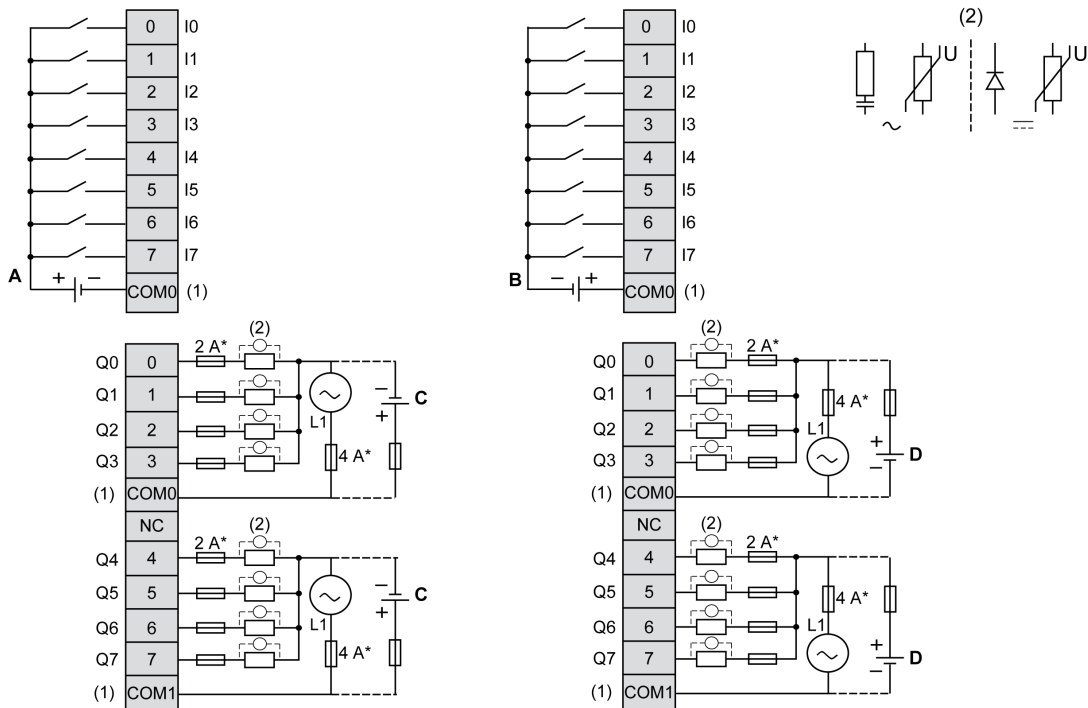 0 I0
1 I1
2 I2
3 I3
4 I4
5 I5
6 I6
7 I7
A + − COM0 (1)
0 I0
1 I1
2 I2
3 I3
4 I4
5 I5
6 I6
7 I7
B − + COM0 (1)
(2)
U U
(2)
Q0 0 2 A*
Q1 1 − C
Q2 2 L1 +
Q3 3 4 A*
(1) COM0
NC
(2)
Q4 4 2 A*
Q5 5 − C
Q6 6 L1 +
Q7 7 4 A*
(1) COM1
(2)
Q0 0 2 A*
Q1 1 4 A*
Q2 2 L1 +
Q3 3 − D
(1) COM0
NC
(2)
Q4 4 2 A*
Q5 5 4 A*
Q6 6 L1 +
Q7 7 − D
(1) COM1